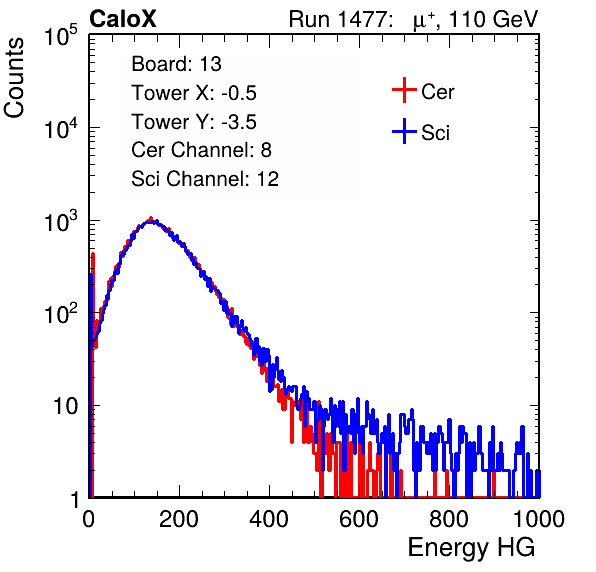 CaloX
Run 1477: μ⁺, 110 GeV
Counts
10⁵
10⁴
10³
10²
10
1
Board: 13
Tower X: -0.5
Tower Y: -3.5
Cer Channel: 8
Sci Channel: 12
Cer
Sci
0 200 400 600 800 1000
Energy HG